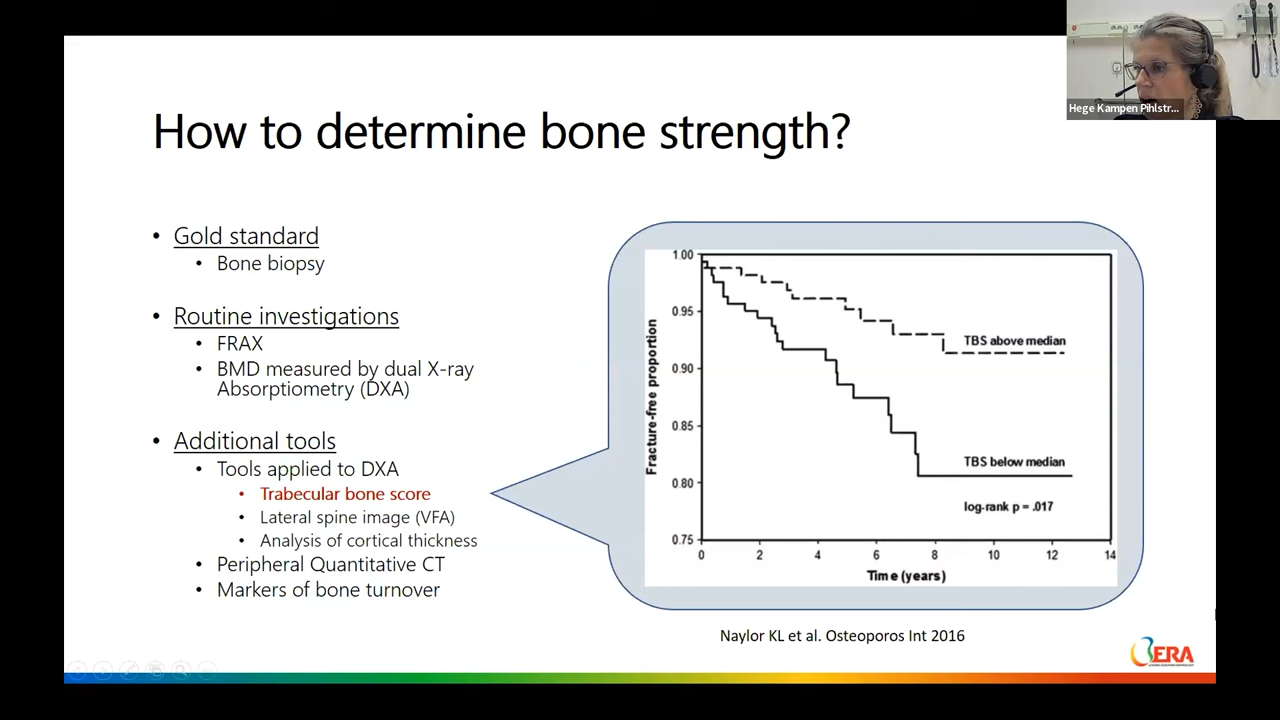 Hege Kampen Pihlstr...
How to determine bone strength?
• Gold standard
• Bone biopsy
• Routine investigations
• FRAX
• BMD measured by dual X-ray
Absorptiometry (DXA)
• Additional tools
• Tools applied to DXA
• Trabecular bone score
• Lateral spine image (VFA)
• Analysis of cortical thickness
• Peripheral Quantitative CT
• Markers of bone turnover
Fracture-free proportion
1.00
0.95
0.90
0.85
0.80
0.75
TBS above median
TBS below median
log-rank p = .017
0 2 4 6 8 10 12 14
Time (years)
Naylor KL et al. Osteoporos Int 2016
ERA